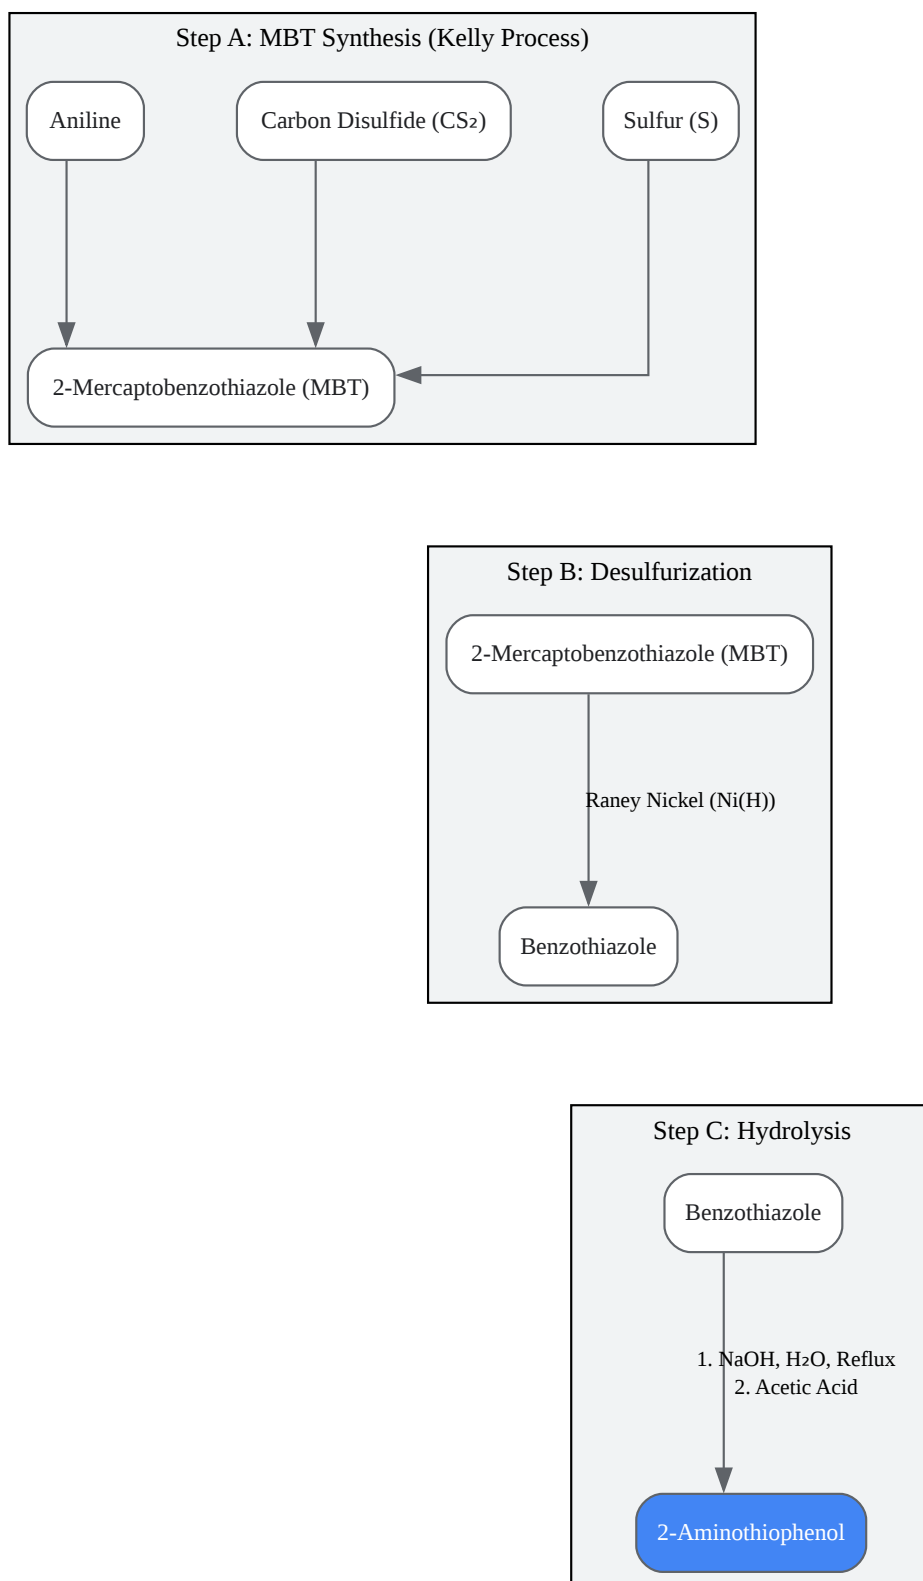 Step A: MBT Synthesis (Kelly Process)
Aniline
Carbon Disulfide (CS₂)
Sulfur (S)
2-Mercaptobenzothiazole (MBT)
Step B: Desulfurization
2-Mercaptobenzothiazole (MBT)
Raney Nickel (Ni(H))
Benzothiazole
Step C: Hydrolysis
Benzothiazole
1. NaOH, H₂O, Reflux
2. Acetic Acid
2-Aminothiophenol